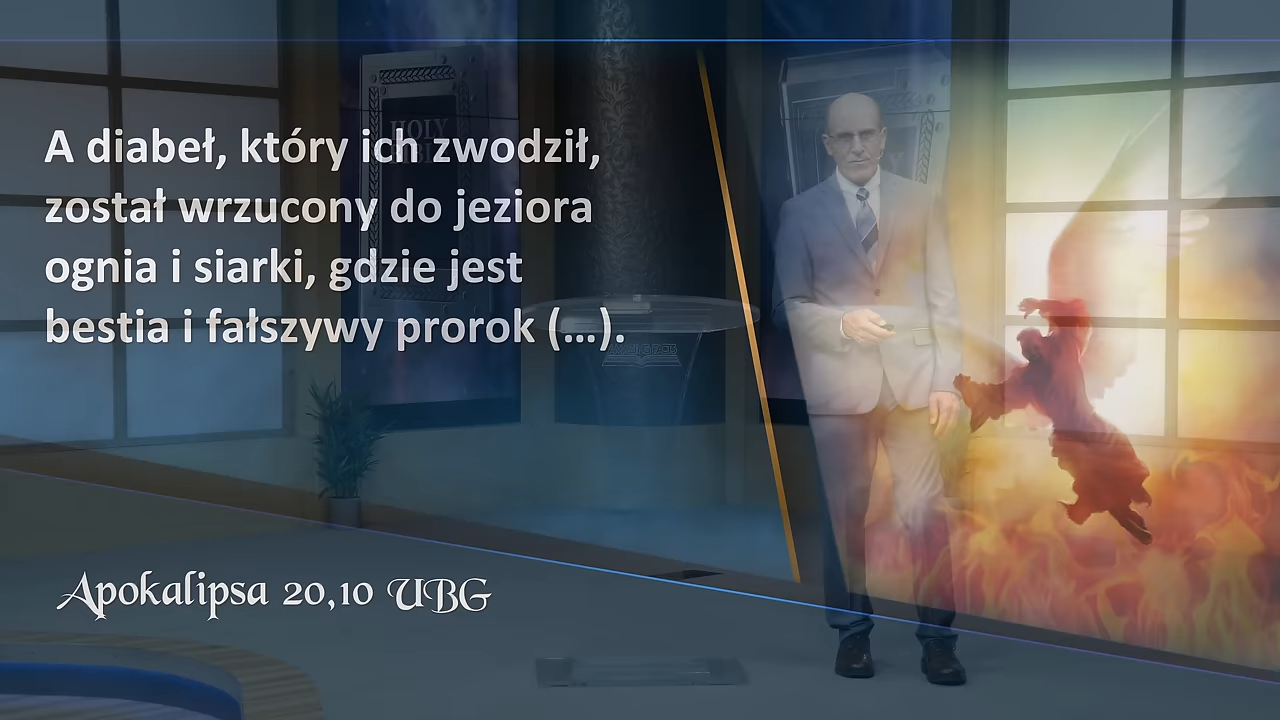 A diabeł, który ich zwodził,
został wrzucony do jeziora
ognia i siarki, gdzie jest
bestia i fałszywy prorok (...).
Apokalipsa 20,10 UBG
HOLY